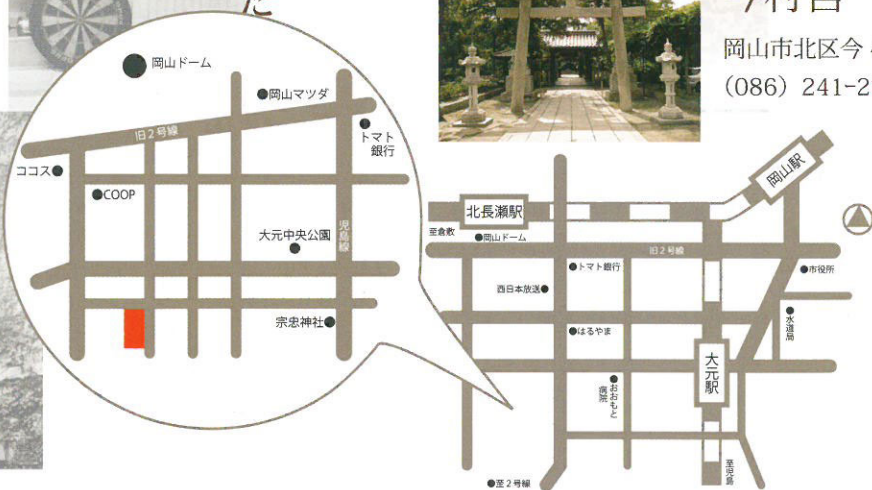 た
村吉
岡山市北区今
(086) 241-2
岡山ドーム
岡山マツダ
旧2号線
トマト
銀行
ココス
COOP
児島線
大元中央公園
宗忠神社
岡山駅
北長瀬駅
至倉敷
岡山ドーム
旧2号線
トマト銀行
市役所
西日本放送
水道局
はるやま
大元駅
おおもと
病院
至児島
至2号線